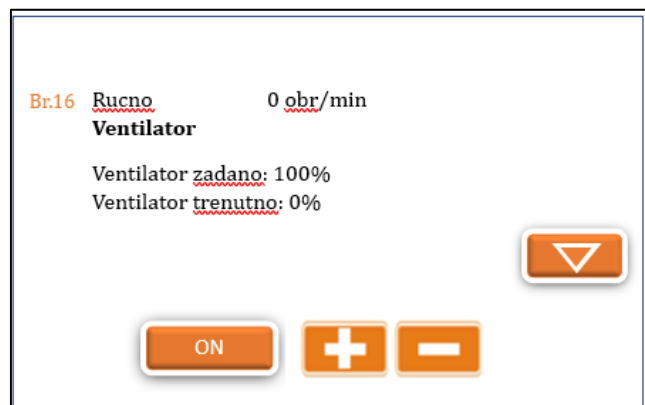 Br.16 Rucno 0 obr/min
Ventilator
Ventilator zadano: 100%
Ventilator trenutno: 0%
ON